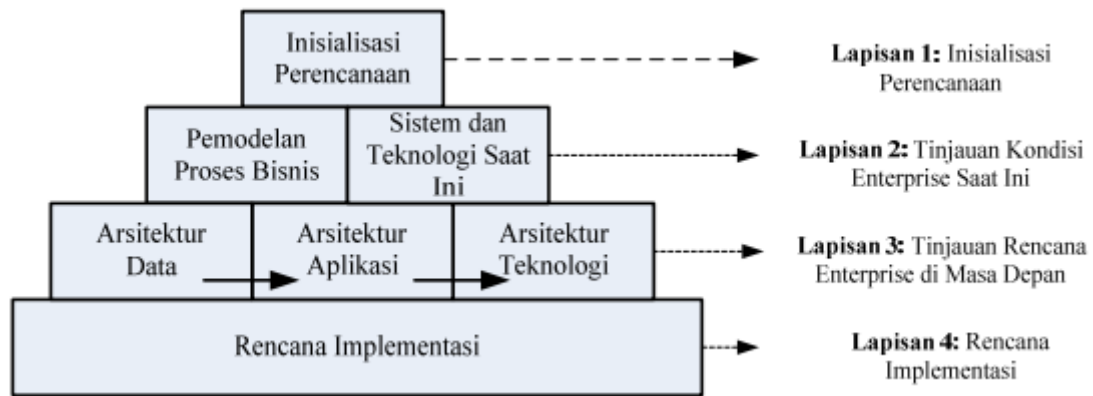 Inisialisasi
Perencanaan
Lapisan 1: Inisialisasi
Perencanaan
Pemodelan
Proses Bisnis
Sistem dan
Teknologi Saat
Ini
Lapisan 2: Tinjauan Kondisi
Enterprise Saat Ini
Arsitektur
Data
Arsitektur
Aplikasi
Arsitektur
Teknologi
Lapisan 3: Tinjauan Rencana
Enterprise di Masa Depan
Rencana Implementasi
Lapisan 4: Rencana
Implementasi